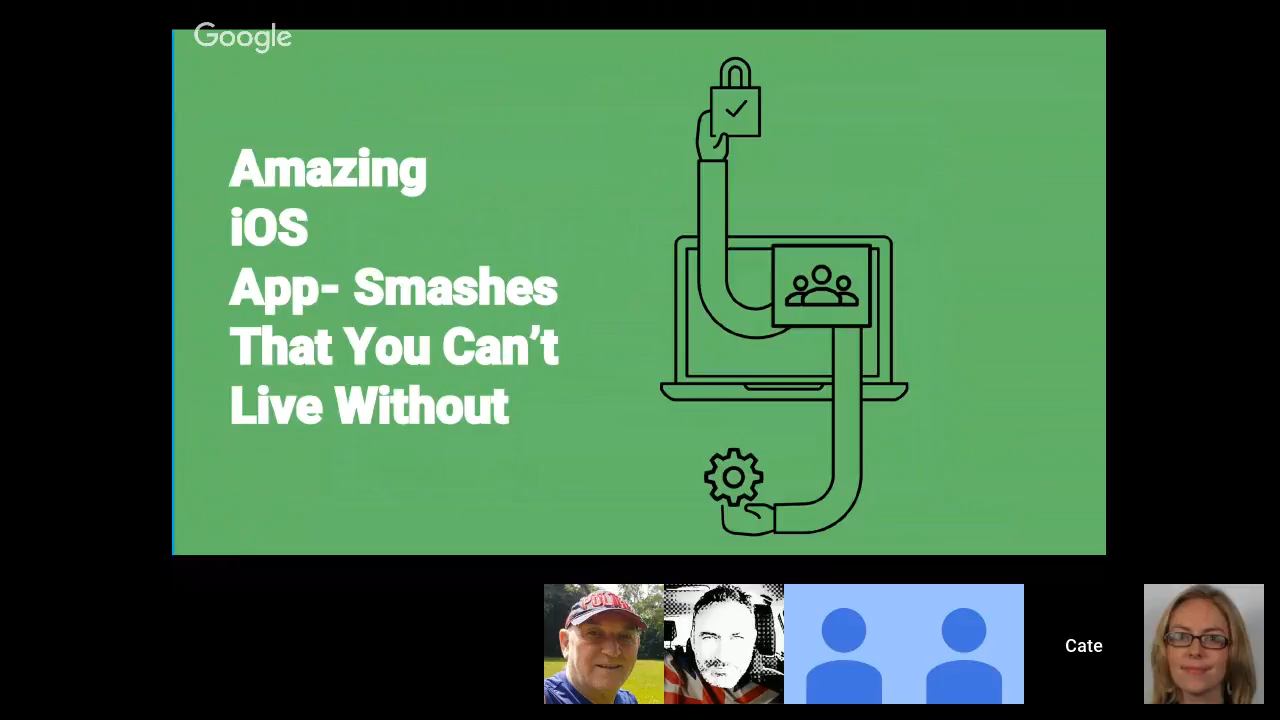 Google
Amazing
iOS
App- Smashes
That You Can’t
Live Without
Cate